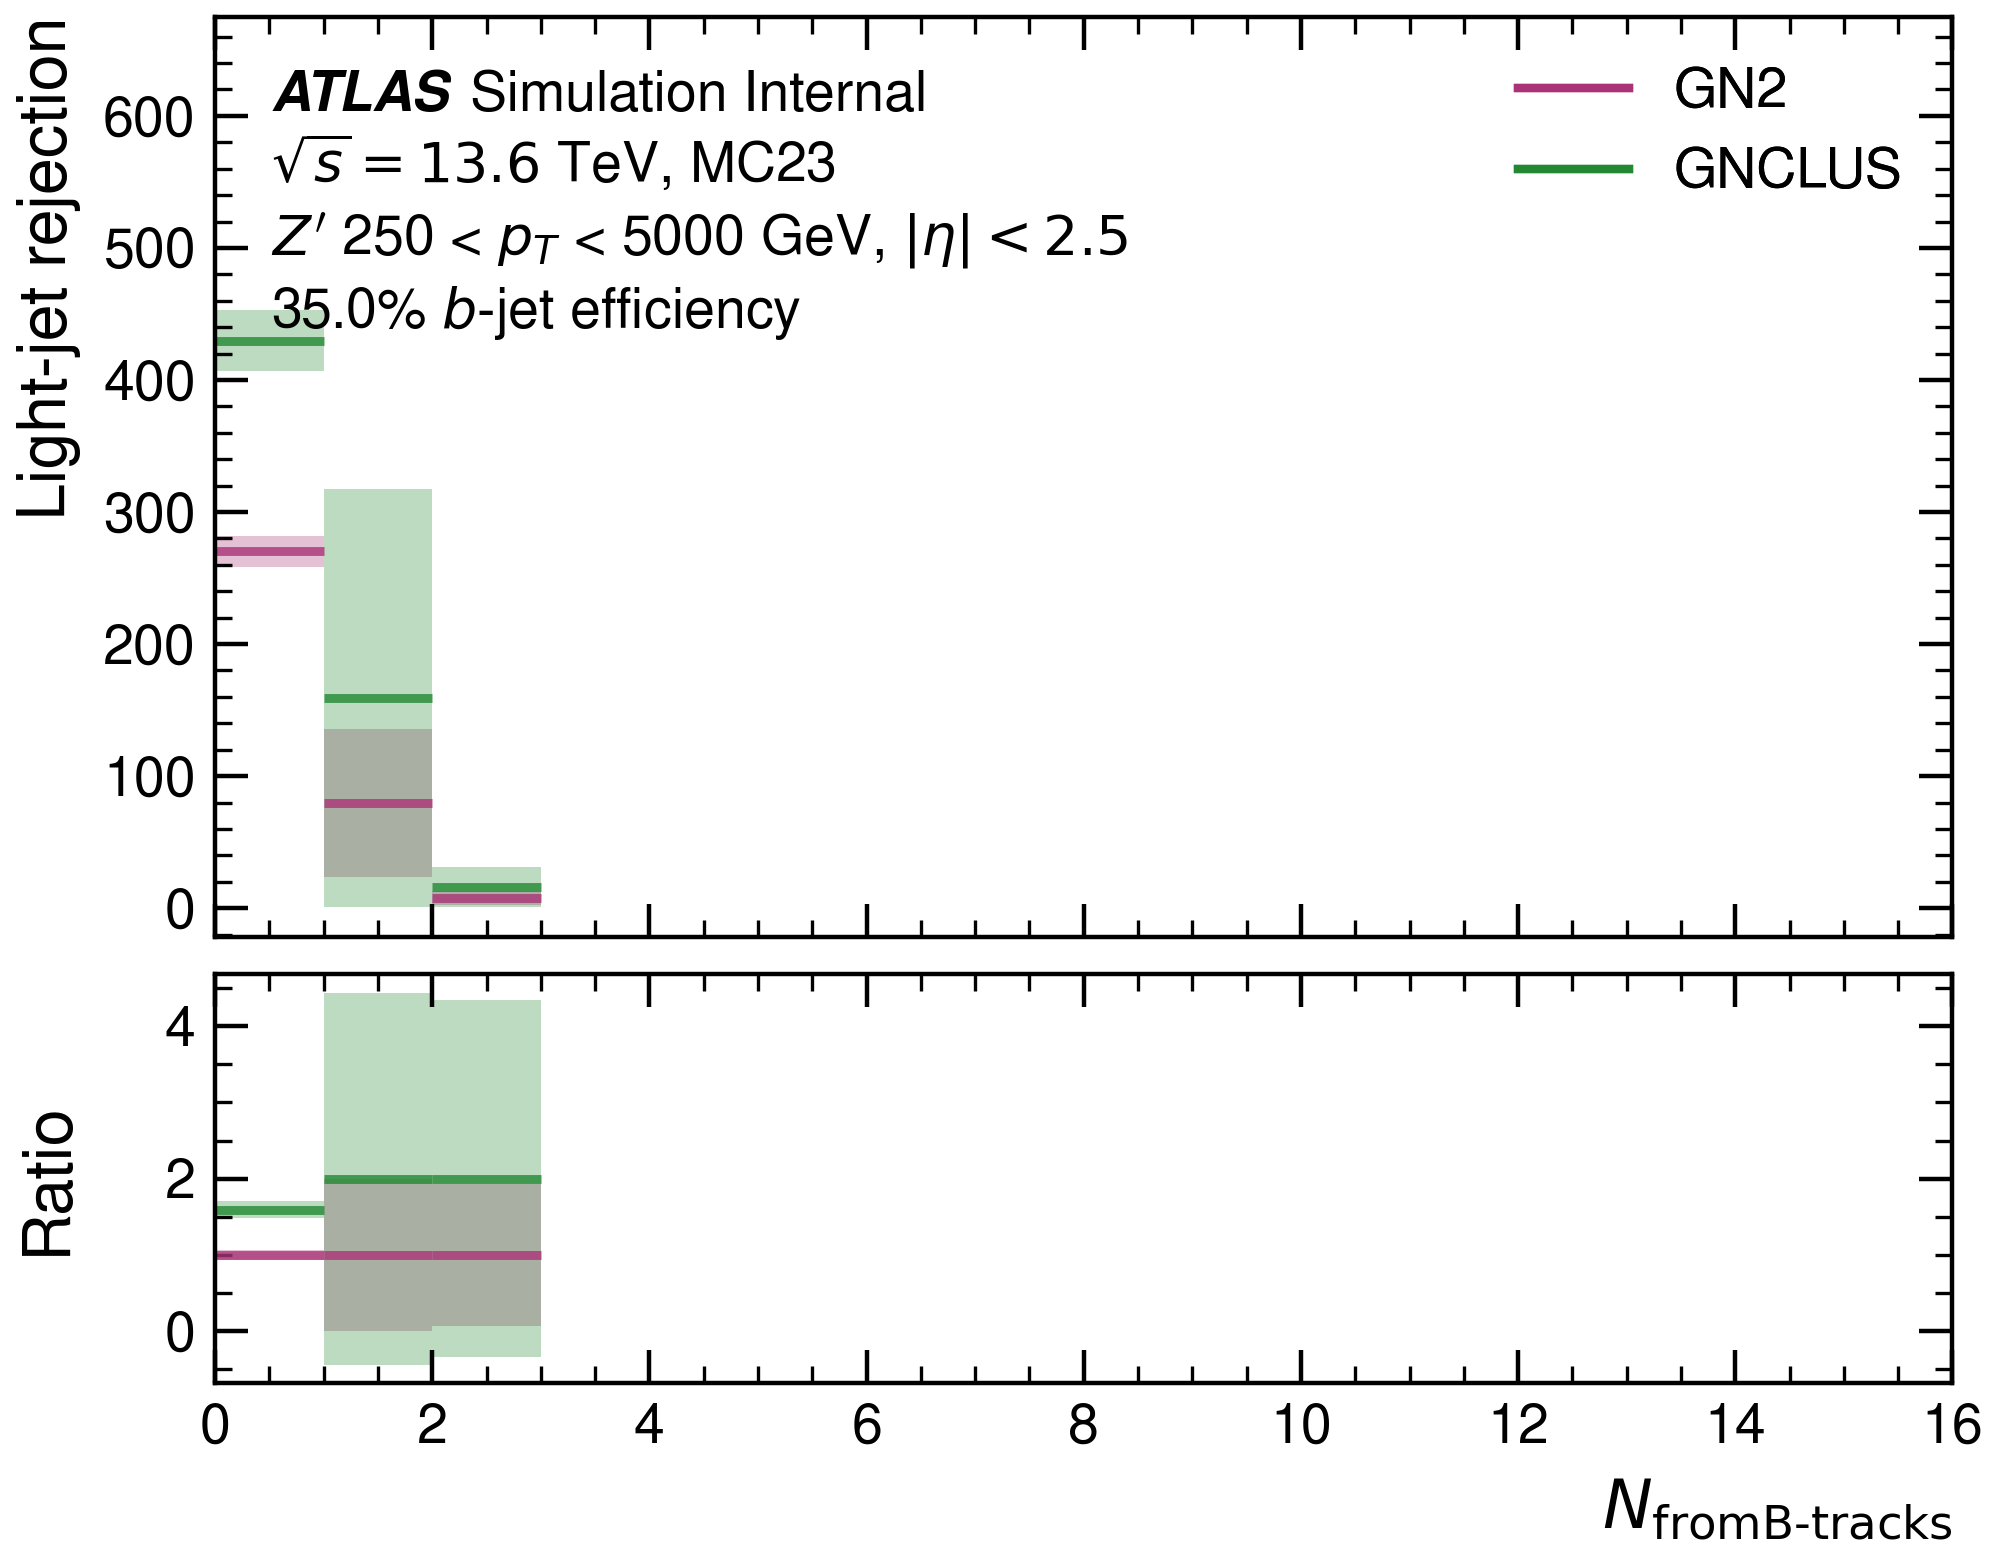 Light-jet rejection
600
500
400
300
200
100
0
ATLAS Simulation Internal
√s = 13.6 TeV, MC23
Z′ 250 < p_T < 5000 GeV, |η| < 2.5
35.0% b-jet efficiency
GN2
GNCLUS
Ratio
4
2
0
0 2 4 6 8 10 12 14 16
N_fromB-tracks